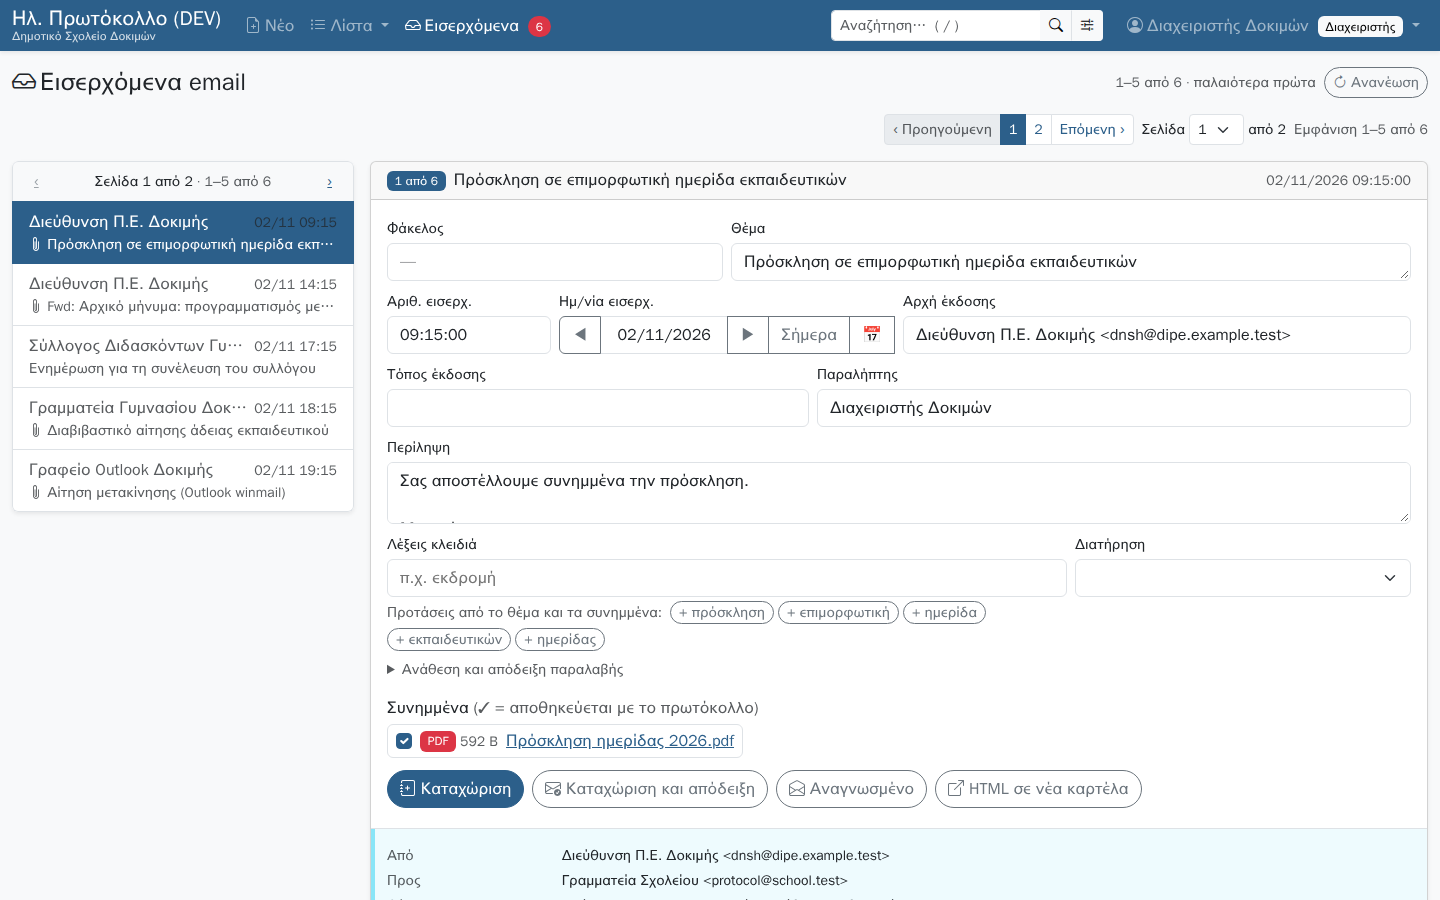 Ηλ. Πρωτόκολλο (DEV)
Δημοτικό Σχολείο Δοκιμών
Νέο
Λίστα
Εισερχόμενα 6
Αναζήτηση… ( / )
Διαχειριστής Δοκιμών Διαχειριστής
Εισερχόμενα email
1–5 από 6 · παλαιότερα πρώτα
Ανανέωση
‹ Προηγούμενη 1 2 Επόμενη › Σελίδα 1 από 2 Εμφάνιση 1–5 από 6
‹ Σελίδα 1 από 2 · 1–5 από 6 ›
Διεύθυνση Π.Ε. Δοκιμής 02/11 09:15
Πρόσκληση σε επιμορφωτική ημερίδα εκπ…
Διεύθυνση Π.Ε. Δοκιμής 02/11 14:15
Fwd: Αρχικό μήνυμα: προγραμματισμός με…
Σύλλογος Διδασκόντων Γυ… 02/11 17:15
Ενημέρωση για τη συνέλευση του συλλόγου
Γραμματεία Γυμνασίου Δοκ… 02/11 18:15
Διαβιβαστικό αίτησης άδειας εκπαιδευτικού
Γραφείο Outlook Δοκιμής 02/11 19:15
Αίτηση μετακίνησης (Outlook winmail)
1 από 6 Πρόσκληση σε επιμορφωτική ημερίδα εκπαιδευτικών 02/11/2026 09:15:00
Φάκελος Θέμα
— Πρόσκληση σε επιμορφωτική ημερίδα εκπαιδευτικών
Αριθ. εισερχ. Ημ/νία εισερχ. Αρχή έκδοσης
09:15:00 ◀ 02/11/2026 ▶ Σήμερα 📅 Διεύθυνση Π.Ε. Δοκιμής <dnsh@dipe.example.test>
Τόπος έκδοσης Παραλήπτης
Διαχειριστής Δοκιμών
Περίληψη
Σας αποστέλλουμε συνημμένα την πρόσκληση.
Λέξεις κλειδιά Διατήρηση
π.χ. εκδρομή
Προτάσεις από το θέμα και τα συνημμένα: + πρόσκληση + επιμορφωτική + ημερίδα
+ εκπαιδευτικών + ημερίδας
▶ Ανάθεση και απόδειξη παραλαβής
Συνημμένα (✓ = αποθηκεύεται με το πρωτόκολλο)
PDF 592 B Πρόσκληση ημερίδας 2026.pdf
Καταχώριση Καταχώριση και απόδειξη Αναγνωσμένο HTML σε νέα καρτέλα
Από Διεύθυνση Π.Ε. Δοκιμής <dnsh@dipe.example.test>
Προς Γραμματεία Σχολείου <protocol@school.test>